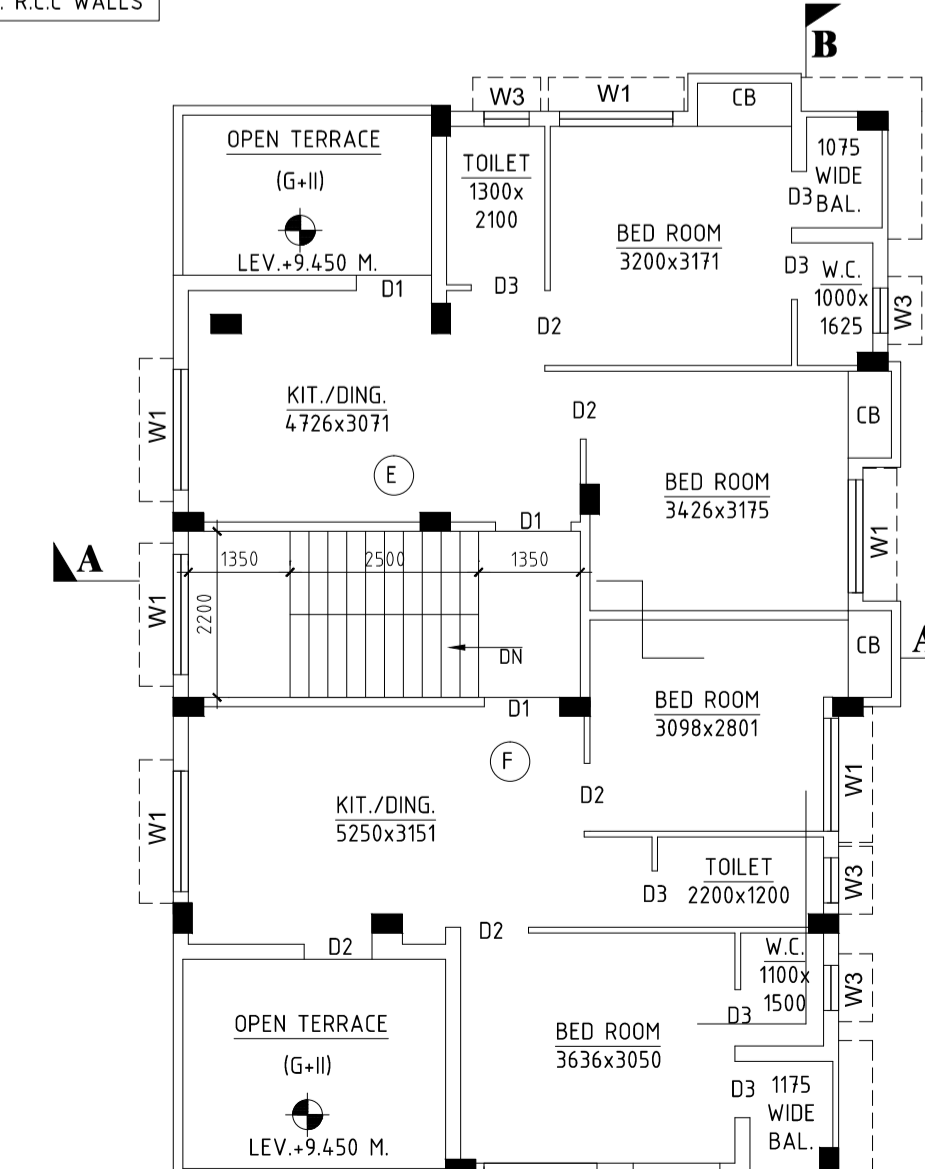 R.C.C WALLS
B
W3
W1
CB
OPEN TERRACE
(G+II)
LEV.+9.450 M.
TOILET
1300x
2100
BED ROOM
3200x3171
1075
WIDE
BAL.
D3
D3
W.C.
1000x
1625
W3
D1
D3
D2
KIT./DING.
4726x3071
W1
E
D2
CB
BED ROOM
3426x3175
W1
D1
A
1350
2500
1350
W1
2200
DN
CB
A
D1
BED ROOM
3098x2801
F
D2
W1
KIT./DING.
5250x3151
W1
TOILET
2200x1200
D3
W3
D2
D2
W.C.
1100x
1500
W3
D3
OPEN TERRACE
(G+II)
LEV.+9.450 M.
BED ROOM
3636x3050
D3
1175
WIDE
BAL.